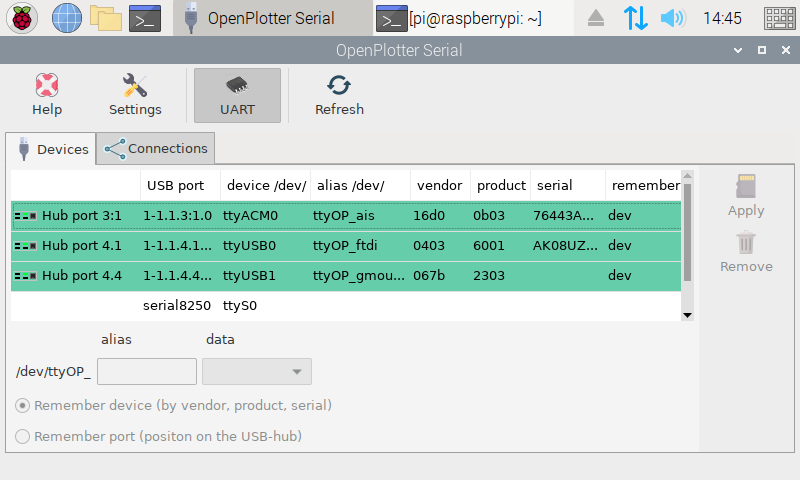 OpenPlotter Serial
[pi@raspberrypi: ~]
14:45
OpenPlotter Serial
Help
Settings
UART
Refresh
Devices
Connections
USB port device /dev/ alias /dev/ vendor product serial remember
Hub port 3:1 1-1.1.3:1.0 ttyACM0 ttyOP_ais 16d0 0b03 76443A... dev
Hub port 4.1 1-1.1.4.1... ttyUSB0 ttyOP_ftdi 0403 6001 AK08UZ... dev
Hub port 4.4 1-1.1.4.4... ttyUSB1 ttyOP_gmou... 067b 2303 dev
serial8250 ttyS0
Apply
Remove
alias data
/dev/ttyOP_
Remember device (by vendor, product, serial)
Remember port (positon on the USB-hub)